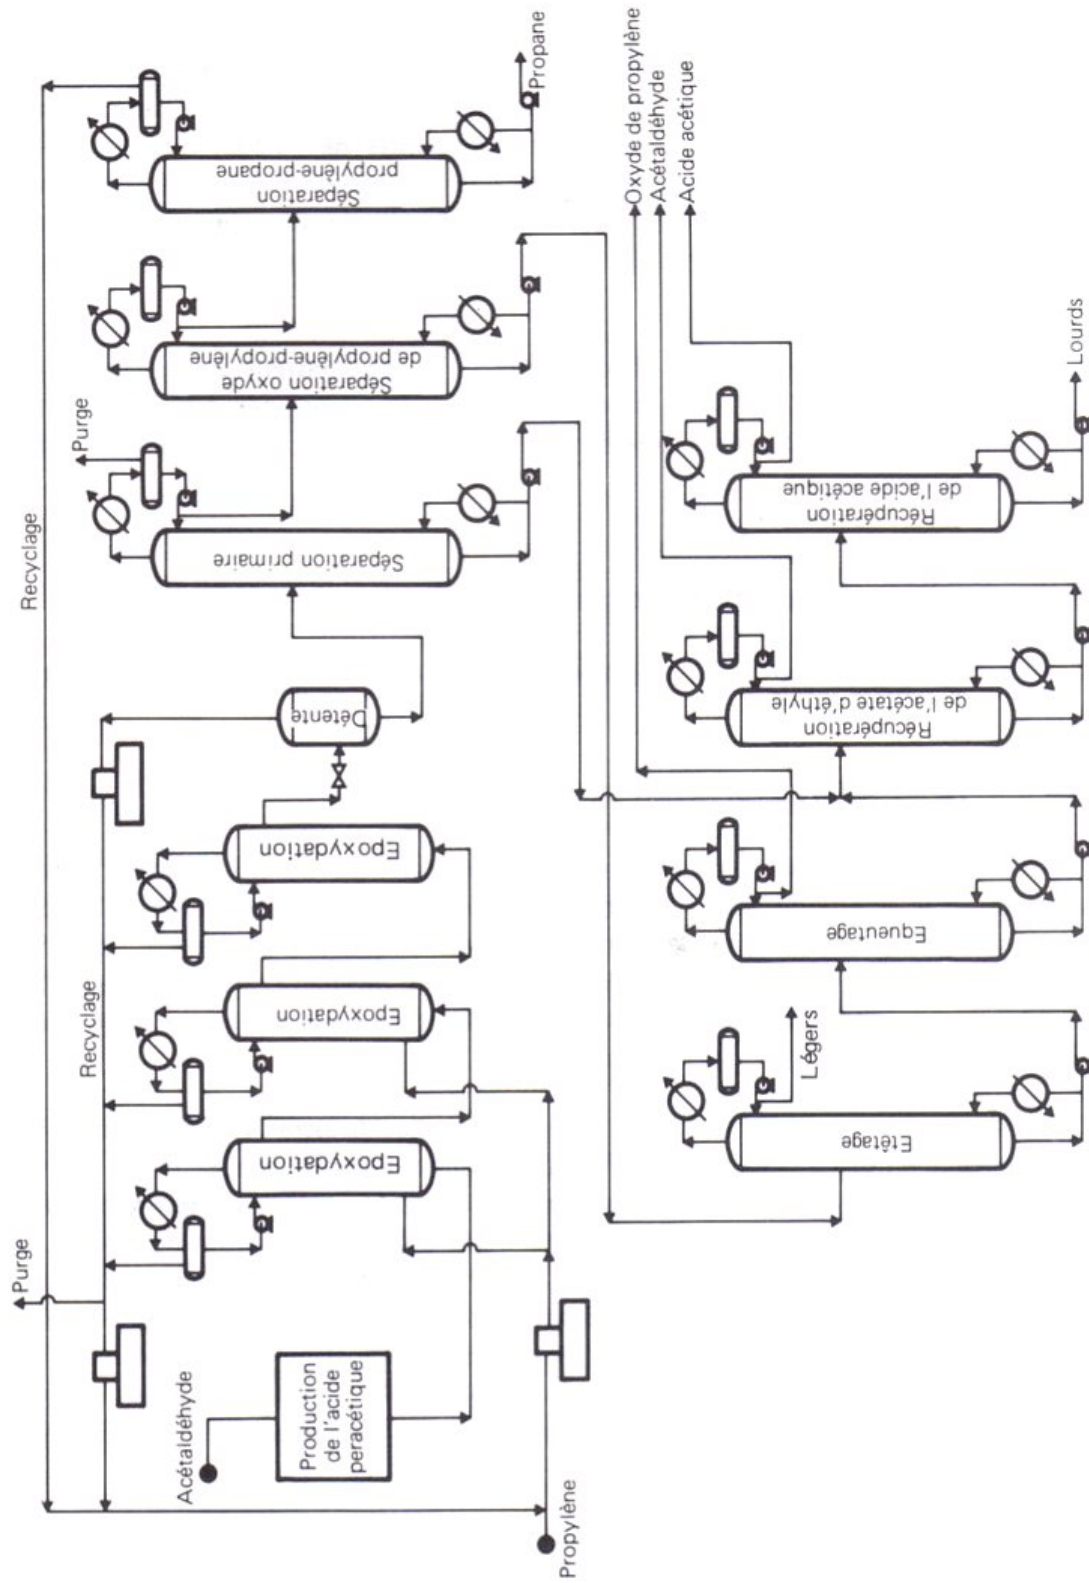 Recyclage
Purge
Recyclage
Purge
Acétaldéhyde
Production
de l'acide
peracétique
Propylène
Epoxydation
Epoxydation
Epoxydation
Détente
Séparation primaire
Séparation oxyde
de propylène-propylène
Séparation
propylène-propane
Propane
Etêtage
Légers
Equeutage
Récupération
de l'acétate d'éthyle
Récupération
de l'acide acétique
Lourds
Oxyde de propylène
Acétaldéhyde
Acide acétique